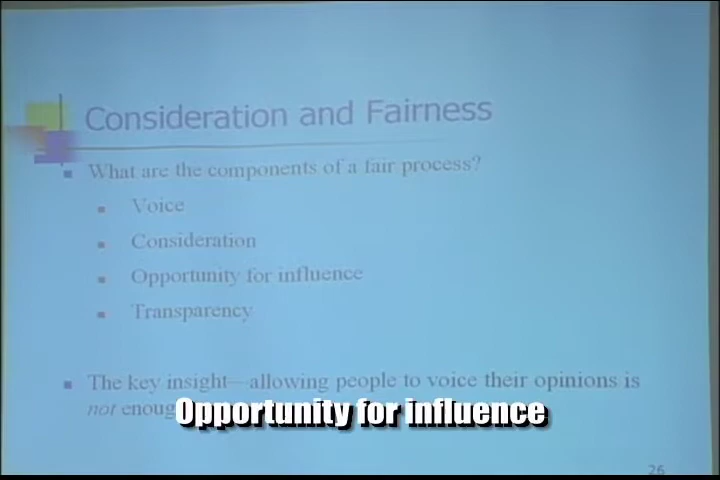 Consideration and Fairness
What are the components of a fair process?
Voice
Consideration
Opportunity for influence
Transparency
The key insight—allowing people to voice their opinions is
not enoug
Opportunity for influence
26